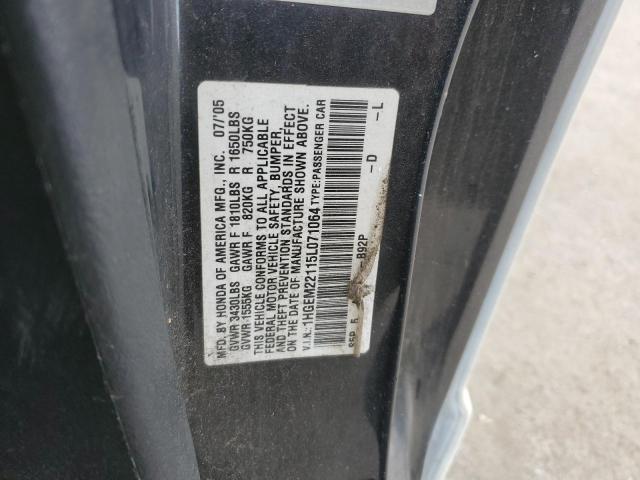 MFD. BY HONDA OF AMERICA MFG., INC. 07/05
GVWR 3430LBS GAWR F 1810LBS R 1650LBS
GVWR 1555KG GAWR F 820KG R 750KG
THIS VEHICLE CONFORMS TO ALL APPLICABLE
FEDERAL MOTOR VEHICLE SAFETY, BUMPER,
AND THEFT PREVENTION STANDARDS IN EFFECT
ON THE DATE OF MANUFACTURE SHOWN ABOVE.
V.I.N.: 1HGEM22115L071064 TYPE: PASSENGER CAR
B92P -D -L